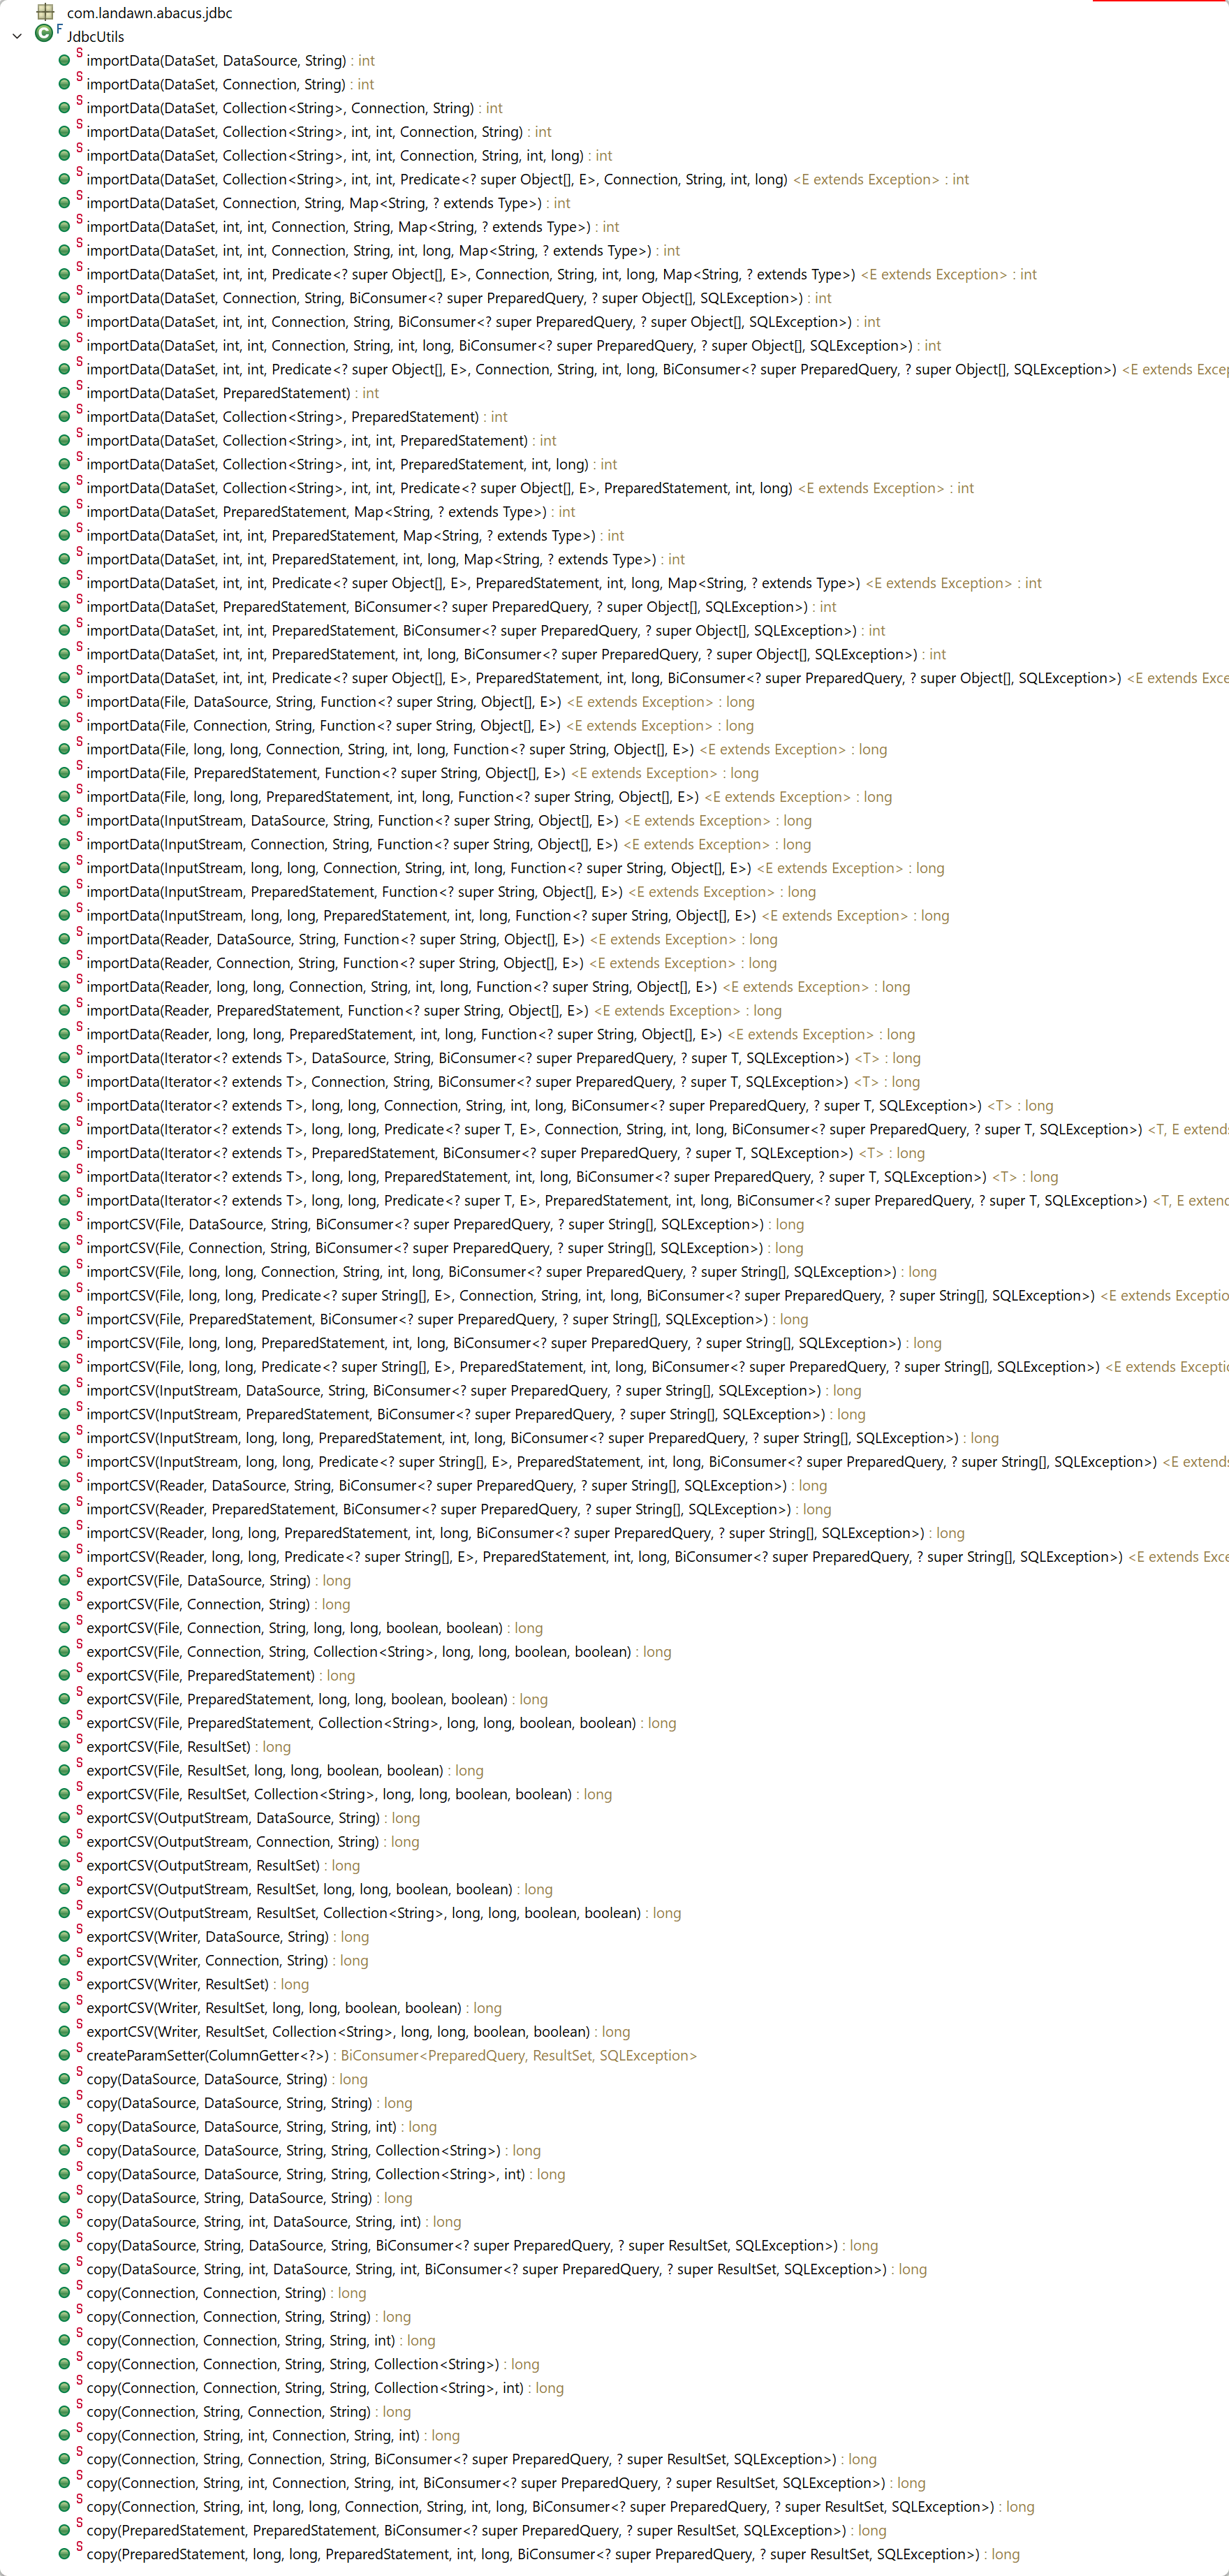 com.landawn.abacus.jdbc
JdbcUtils
importData(DataSet, DataSource, String) : int
importData(DataSet, Connection, String) : int
importData(DataSet, Collection<String>, Connection, String) : int
importData(DataSet, Collection<String>, int, int, Connection, String) : int
importData(DataSet, Collection<String>, int, int, Connection, String, int, long) : int
importData(DataSet, Collection<String>, int, int, Predicate<? super Object[], E>, Connection, String, int, long) <E extends Exception> : int
importData(DataSet, Connection, String, Map<String, ? extends Type>) : int
importData(DataSet, int, int, Connection, String, Map<String, ? extends Type>) : int
importData(DataSet, int, int, Connection, String, int, long, Map<String, ? extends Type>) : int
importData(DataSet, int, int, Predicate<? super Object[], E>, Connection, String, int, long, Map<String, ? extends Type>) <E extends Exception> : int
importData(DataSet, Connection, String, BiConsumer<? super PreparedQuery, ? super Object[], SQLException>) : int
importData(DataSet, int, int, Connection, String, BiConsumer<? super PreparedQuery, ? super Object[], SQLException>) : int
importData(DataSet, int, int, Connection, String, int, long, BiConsumer<? super PreparedQuery, ? super Object[], SQLException>) : int
importData(DataSet, int, int, Predicate<? super Object[], E>, Connection, String, int, long, BiConsumer<? super PreparedQuery, ? super Object[], SQLException>) <E extends Excep
importData(DataSet, PreparedStatement) : int
importData(DataSet, Collection<String>, PreparedStatement) : int
importData(DataSet, Collection<String>, int, int, PreparedStatement) : int
importData(DataSet, Collection<String>, int, int, PreparedStatement, int, long) : int
importData(DataSet, Collection<String>, int, int, Predicate<? super Object[], E>, PreparedStatement, int, long) <E extends Exception> : int
importData(DataSet, PreparedStatement, Map<String, ? extends Type>) : int
importData(DataSet, int, int, PreparedStatement, Map<String, ? extends Type>) : int
importData(DataSet, int, int, PreparedStatement, int, long, Map<String, ? extends Type>) : int
importData(DataSet, int, int, Predicate<? super Object[], E>, PreparedStatement, int, long, Map<String, ? extends Type>) <E extends Exception> : int
importData(DataSet, PreparedStatement, BiConsumer<? super PreparedQuery, ? super Object[], SQLException>) : int
importData(DataSet, int, int, PreparedStatement, BiConsumer<? super PreparedQuery, ? super Object[], SQLException>) : int
importData(DataSet, int, int, PreparedStatement, int, long, BiConsumer<? super PreparedQuery, ? super Object[], SQLException>) : int
importData(DataSet, int, int, Predicate<? super Object[], E>, PreparedStatement, int, long, BiConsumer<? super PreparedQuery, ? super Object[], SQLException>) <E extends Exce
importData(File, DataSource, String, Function<? super String, Object[], E>) <E extends Exception> : long
importData(File, Connection, String, Function<? super String, Object[], E>) <E extends Exception> : long
importData(File, long, long, Connection, String, int, long, Function<? super String, Object[], E>) <E extends Exception> : long
importData(File, PreparedStatement, Function<? super String, Object[], E>) <E extends Exception> : long
importData(File, long, long, PreparedStatement, int, long, Function<? super String, Object[], E>) <E extends Exception> : long
importData(InputStream, DataSource, String, Function<? super String, Object[], E>) <E extends Exception> : long
importData(InputStream, Connection, String, Function<? super String, Object[], E>) <E extends Exception> : long
importData(InputStream, long, long, Connection, String, int, long, Function<? super String, Object[], E>) <E extends Exception> : long
importData(InputStream, PreparedStatement, Function<? super String, Object[], E>) <E extends Exception> : long
importData(InputStream, long, long, PreparedStatement, int, long, Function<? super String, Object[], E>) <E extends Exception> : long
importData(Reader, DataSource, String, Function<? super String, Object[], E>) <E extends Exception> : long
importData(Reader, Connection, String, Function<? super String, Object[], E>) <E extends Exception> : long
importData(Reader, long, long, Connection, String, int, long, Function<? super String, Object[], E>) <E extends Exception> : long
importData(Reader, PreparedStatement, Function<? super String, Object[], E>) <E extends Exception> : long
importData(Reader, long, long, PreparedStatement, int, long, Function<? super String, Object[], E>) <E extends Exception> : long
importData(Iterator<? extends T>, DataSource, String, BiConsumer<? super PreparedQuery, ? super T, SQLException>) <T> : long
importData(Iterator<? extends T>, Connection, String, BiConsumer<? super PreparedQuery, ? super T, SQLException>) <T> : long
importData(Iterator<? extends T>, long, long, Connection, String, int, long, BiConsumer<? super PreparedQuery, ? super T, SQLException>) <T> : long
importData(Iterator<? extends T>, long, long, Predicate<? super T, E>, Connection, String, int, long, BiConsumer<? super PreparedQuery, ? super T, SQLException>) <T, E extends
importData(Iterator<? extends T>, PreparedStatement, BiConsumer<? super PreparedQuery, ? super T, SQLException>) <T> : long
importData(Iterator<? extends T>, long, long, PreparedStatement, int, long, BiConsumer<? super PreparedQuery, ? super T, SQLException>) <T> : long
importData(Iterator<? extends T>, long, long, Predicate<? super T, E>, PreparedStatement, int, long, BiConsumer<? super PreparedQuery, ? super T, SQLException>) <T, E extend
importCSV(File, DataSource, String, BiConsumer<? super PreparedQuery, ? super String[], SQLException>) : long
importCSV(File, Connection, String, BiConsumer<? super PreparedQuery, ? super String[], SQLException>) : long
importCSV(File, long, long, Connection, String, int, long, BiConsumer<? super PreparedQuery, ? super String[], SQLException>) : long
importCSV(File, long, long, Predicate<? super String[], E>, Connection, String, int, long, BiConsumer<? super PreparedQuery, ? super String[], SQLException>) <E extends Exceptio
importCSV(File, PreparedStatement, BiConsumer<? super PreparedQuery, ? super String[], SQLException>) : long
importCSV(File, long, long, PreparedStatement, int, long, BiConsumer<? super PreparedQuery, ? super String[], SQLException>) : long
importCSV(File, long, long, Predicate<? super String[], E>, PreparedStatement, int, long, BiConsumer<? super PreparedQuery, ? super String[], SQLException>) <E extends Excepti
importCSV(InputStream, DataSource, String, BiConsumer<? super PreparedQuery, ? super String[], SQLException>) : long
importCSV(InputStream, PreparedStatement, BiConsumer<? super PreparedQuery, ? super String[], SQLException>) : long
importCSV(InputStream, long, long, PreparedStatement, int, long, BiConsumer<? super PreparedQuery, ? super String[], SQLException>) : long
importCSV(InputStream, long, long, Predicate<? super String[], E>, PreparedStatement, int, long, BiConsumer<? super PreparedQuery, ? super String[], SQLException>) <E extends
importCSV(Reader, DataSource, String, BiConsumer<? super PreparedQuery, ? super String[], SQLException>) : long
importCSV(Reader, PreparedStatement, BiConsumer<? super PreparedQuery, ? super String[], SQLException>) : long
importCSV(Reader, long, long, PreparedStatement, int, long, BiConsumer<? super PreparedQuery, ? super String[], SQLException>) : long
importCSV(Reader, long, long, Predicate<? super String[], E>, PreparedStatement, int, long, BiConsumer<? super PreparedQuery, ? super String[], SQLException>) <E extends Exce
exportCSV(File, DataSource, String) : long
exportCSV(File, Connection, String) : long
exportCSV(File, Connection, String, long, long, boolean, boolean) : long
exportCSV(File, Connection, String, Collection<String>, long, long, boolean, boolean) : long
exportCSV(File, PreparedStatement) : long
exportCSV(File, PreparedStatement, long, long, boolean, boolean) : long
exportCSV(File, PreparedStatement, Collection<String>, long, long, boolean, boolean) : long
exportCSV(File, ResultSet) : long
exportCSV(File, ResultSet, long, long, boolean, boolean) : long
exportCSV(File, ResultSet, Collection<String>, long, long, boolean, boolean) : long
exportCSV(OutputStream, DataSource, String) : long
exportCSV(OutputStream, Connection, String) : long
exportCSV(OutputStream, ResultSet) : long
exportCSV(OutputStream, ResultSet, long, long, boolean, boolean) : long
exportCSV(OutputStream, ResultSet, Collection<String>, long, long, boolean, boolean) : long
exportCSV(Writer, DataSource, String) : long
exportCSV(Writer, Connection, String) : long
exportCSV(Writer, ResultSet) : long
exportCSV(Writer, ResultSet, long, long, boolean, boolean) : long
exportCSV(Writer, ResultSet, Collection<String>, long, long, boolean, boolean) : long
createParamSetter(ColumnGetter<?>) : BiConsumer<PreparedQuery, ResultSet, SQLException>
copy(DataSource, DataSource, String) : long
copy(DataSource, DataSource, String, String) : long
copy(DataSource, DataSource, String, String, int) : long
copy(DataSource, DataSource, String, String, Collection<String>) : long
copy(DataSource, DataSource, String, String, Collection<String>, int) : long
copy(DataSource, String, DataSource, String) : long
copy(DataSource, String, int, DataSource, String, int) : long
copy(DataSource, String, DataSource, String, BiConsumer<? super PreparedQuery, ? super ResultSet, SQLException>) : long
copy(DataSource, String, int, DataSource, String, int, BiConsumer<? super PreparedQuery, ? super ResultSet, SQLException>) : long
copy(Connection, Connection, String) : long
copy(Connection, Connection, String, String) : long
copy(Connection, Connection, String, String, int) : long
copy(Connection, Connection, String, String, Collection<String>) : long
copy(Connection, Connection, String, String, Collection<String>, int) : long
copy(Connection, String, Connection, String) : long
copy(Connection, String, int, Connection, String, int) : long
copy(Connection, String, Connection, String, BiConsumer<? super PreparedQuery, ? super ResultSet, SQLException>) : long
copy(Connection, String, int, Connection, String, int, BiConsumer<? super PreparedQuery, ? super ResultSet, SQLException>) : long
copy(Connection, String, int, long, long, Connection, String, int, long, BiConsumer<? super PreparedQuery, ? super ResultSet, SQLException>) : long
copy(PreparedStatement, PreparedStatement, BiConsumer<? super PreparedQuery, ? super ResultSet, SQLException>) : long
copy(PreparedStatement, long, long, PreparedStatement, int, long, BiConsumer<? super PreparedQuery, ? super ResultSet, SQLException>) : long